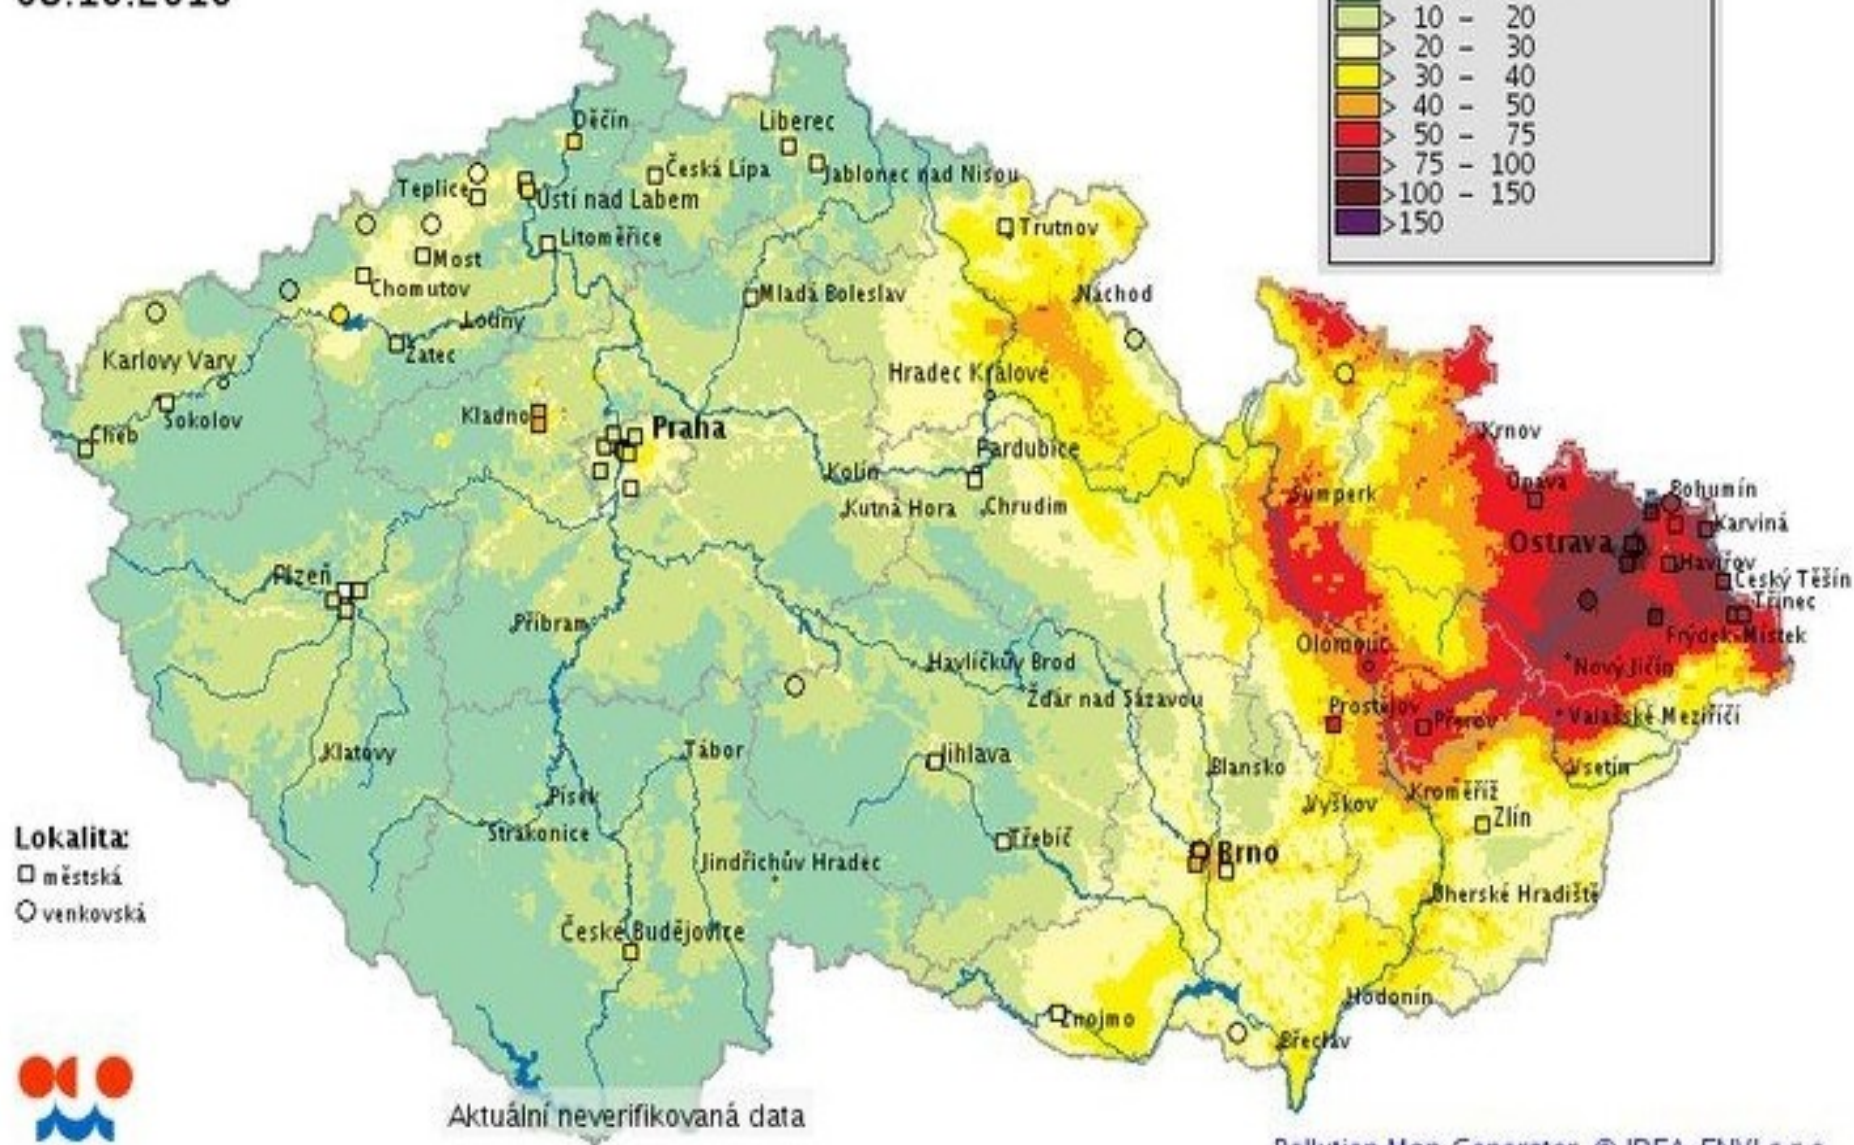 > 10 - 20
> 20 - 30
> 30 - 40
> 40 - 50
> 50 - 75
> 75 - 100
>100 - 150
>150
Děčín
Liberec
Česká Lípa
Jablonec nad Nisou
Teplice
Ústí nad Labem
Trutnov
Litoměřice
Most
Chomutov
Mladá Boleslav
Náchod
Louny
Žatec
Karlovy Vary
Hradec Králové
Sokolov
Kladno
Praha
Cheb
Krnov
Pardubice
Kolín
Opava
Bohumín
Šumperk
Kutná Hora
Chrudim
Karviná
Ostrava
Havířov
Plzeň
Český Těšín
Třinec
Příbram
Frýdek-Místek
Olomouc
Havlíčkův Brod
Nový Jičín
Žďár nad Sázavou
Prostějov
Přerov
Valašské Meziříčí
Klatovy
Tábor
Jihlava
Blansko
Vsetín
Písek
Kroměříž
Vyškov
Zlín
Strakonice
Lokalita:
Třebíč
Brno
městská
Jindřichův Hradec
Uherské Hradiště
venkovská
České Budějovice
Hodonín
Znojmo
Břeclav
Aktuální neverifikovaná data